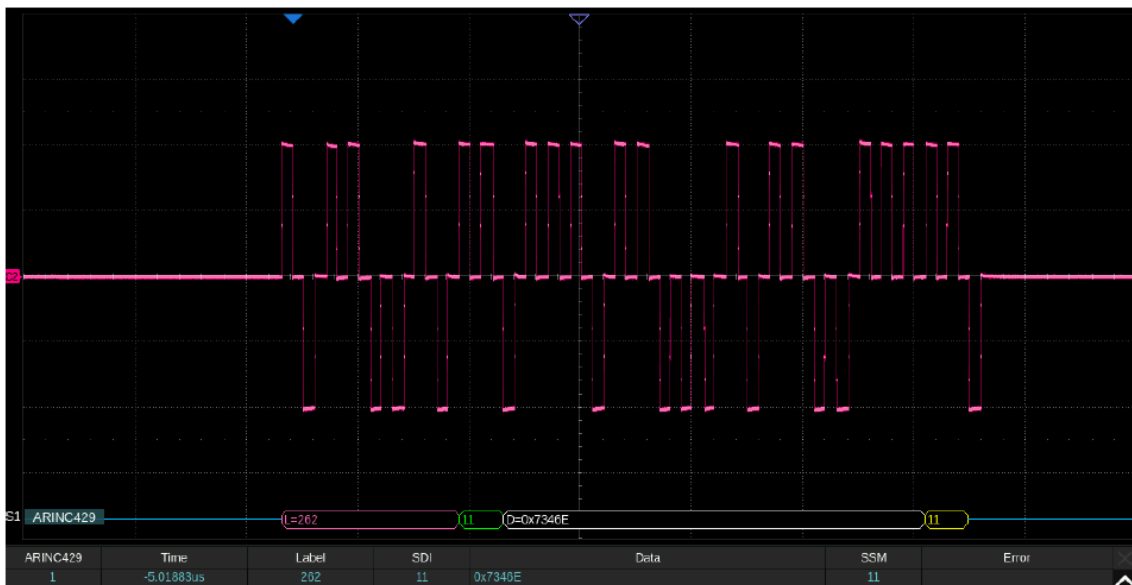 C2
S1 ARINC429 L=262 11 D=0x7346E 11
ARINC429 Time Label SDI Data SSM Error
1 -5.01883us 262 11 0x7346E 11